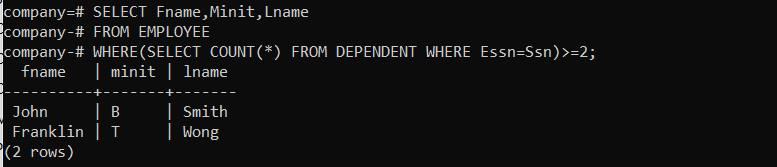 company=# SELECT Fname,Minit,Lname
company-# FROM EMPLOYEE
company-# WHERE(SELECT COUNT(*) FROM DEPENDENT WHERE Essn=Ssn)>=2;
  fname   | minit | lname
----------+-------+-------
 John     | B     | Smith
 Franklin | T     | Wong
(2 rows)